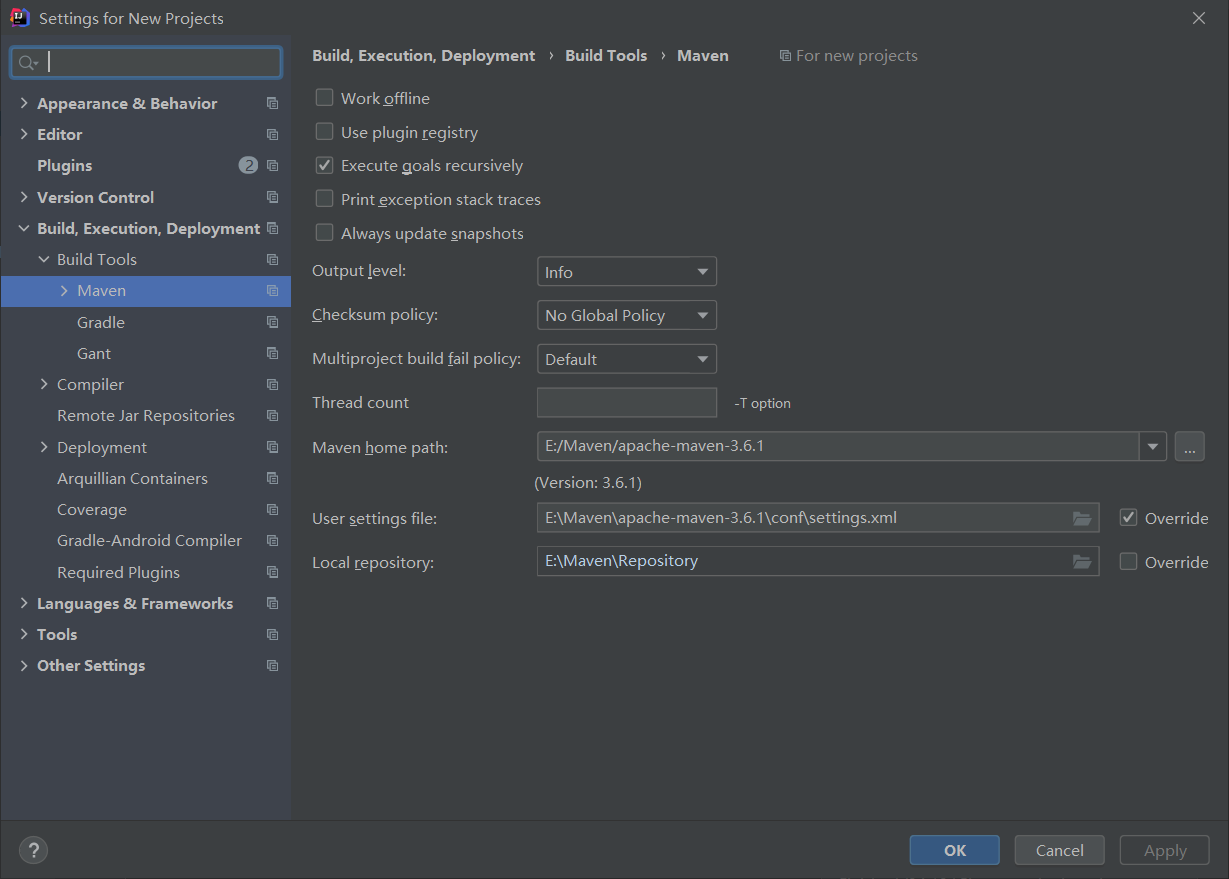 Settings for New Projects
Appearance & Behavior
Editor
Plugins 2
Version Control
Build, Execution, Deployment
Build Tools
Maven
Gradle
Gant
Compiler
Remote Jar Repositories
Deployment
Arquillian Containers
Coverage
Gradle-Android Compiler
Required Plugins
Languages & Frameworks
Tools
Other Settings
Build, Execution, Deployment › Build Tools › Maven For new projects
Work offline
Use plugin registry
Execute goals recursively
Print exception stack traces
Always update snapshots
Output level: Info
Checksum policy: No Global Policy
Multiproject build fail policy: Default
Thread count -T option
Maven home path: E:/Maven/apache-maven-3.6.1 ...
(Version: 3.6.1)
User settings file: E:\Maven\apache-maven-3.6.1\conf\settings.xml Override
Local repository: E:\Maven\Repository Override
? OK Cancel Apply